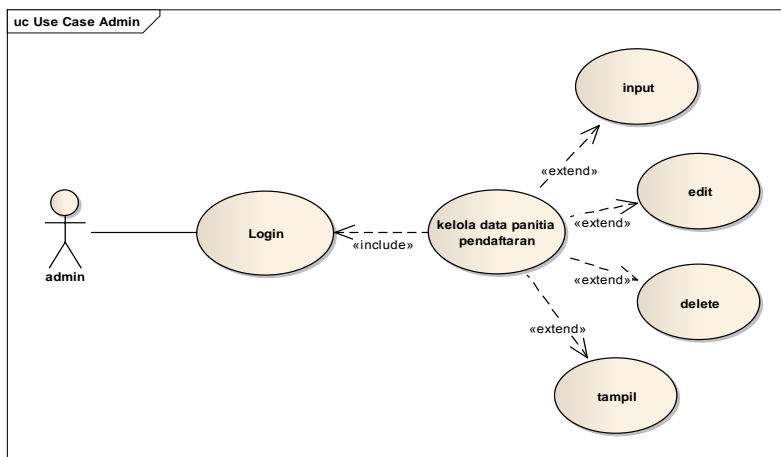 uc Use Case Admin
input
«extend»
edit
«extend»
kelola data panitia
pendaftaran
Login
«include»
admin
«extend»
delete
«extend»
tampil